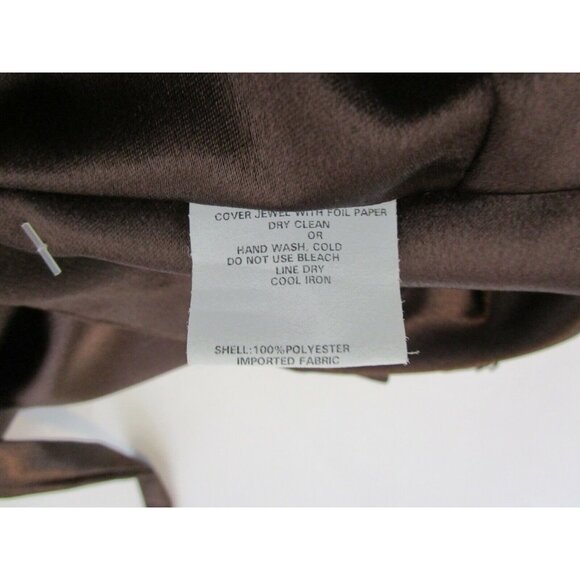 COVER JEWEL WITH FOIL PAPER
DRY CLEAN
OR
HAND WASH, COLD
DO NOT USE BLEACH
LINE DRY
COOL IRON
SHELL:100%POLYESTER
IMPORTED FABRIC